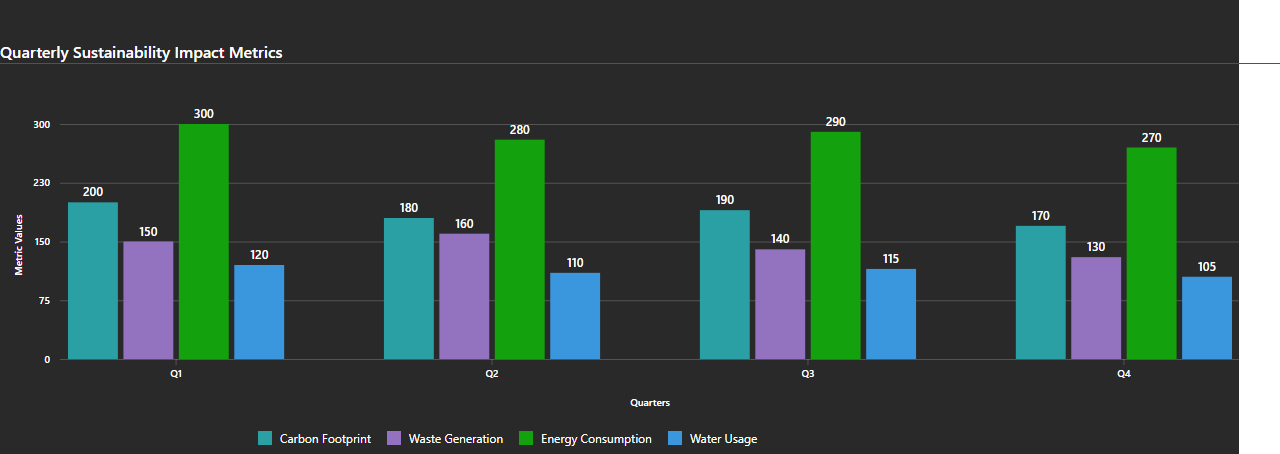 Quarterly Sustainability Impact Metrics
300
230
150
75
0
Metric Values
200
150
300
120
180
160
280
110
190
140
290
115
170
130
270
105
Q1
Q2
Q3
Q4
Quarters
Carbon Footprint
Waste Generation
Energy Consumption
Water Usage